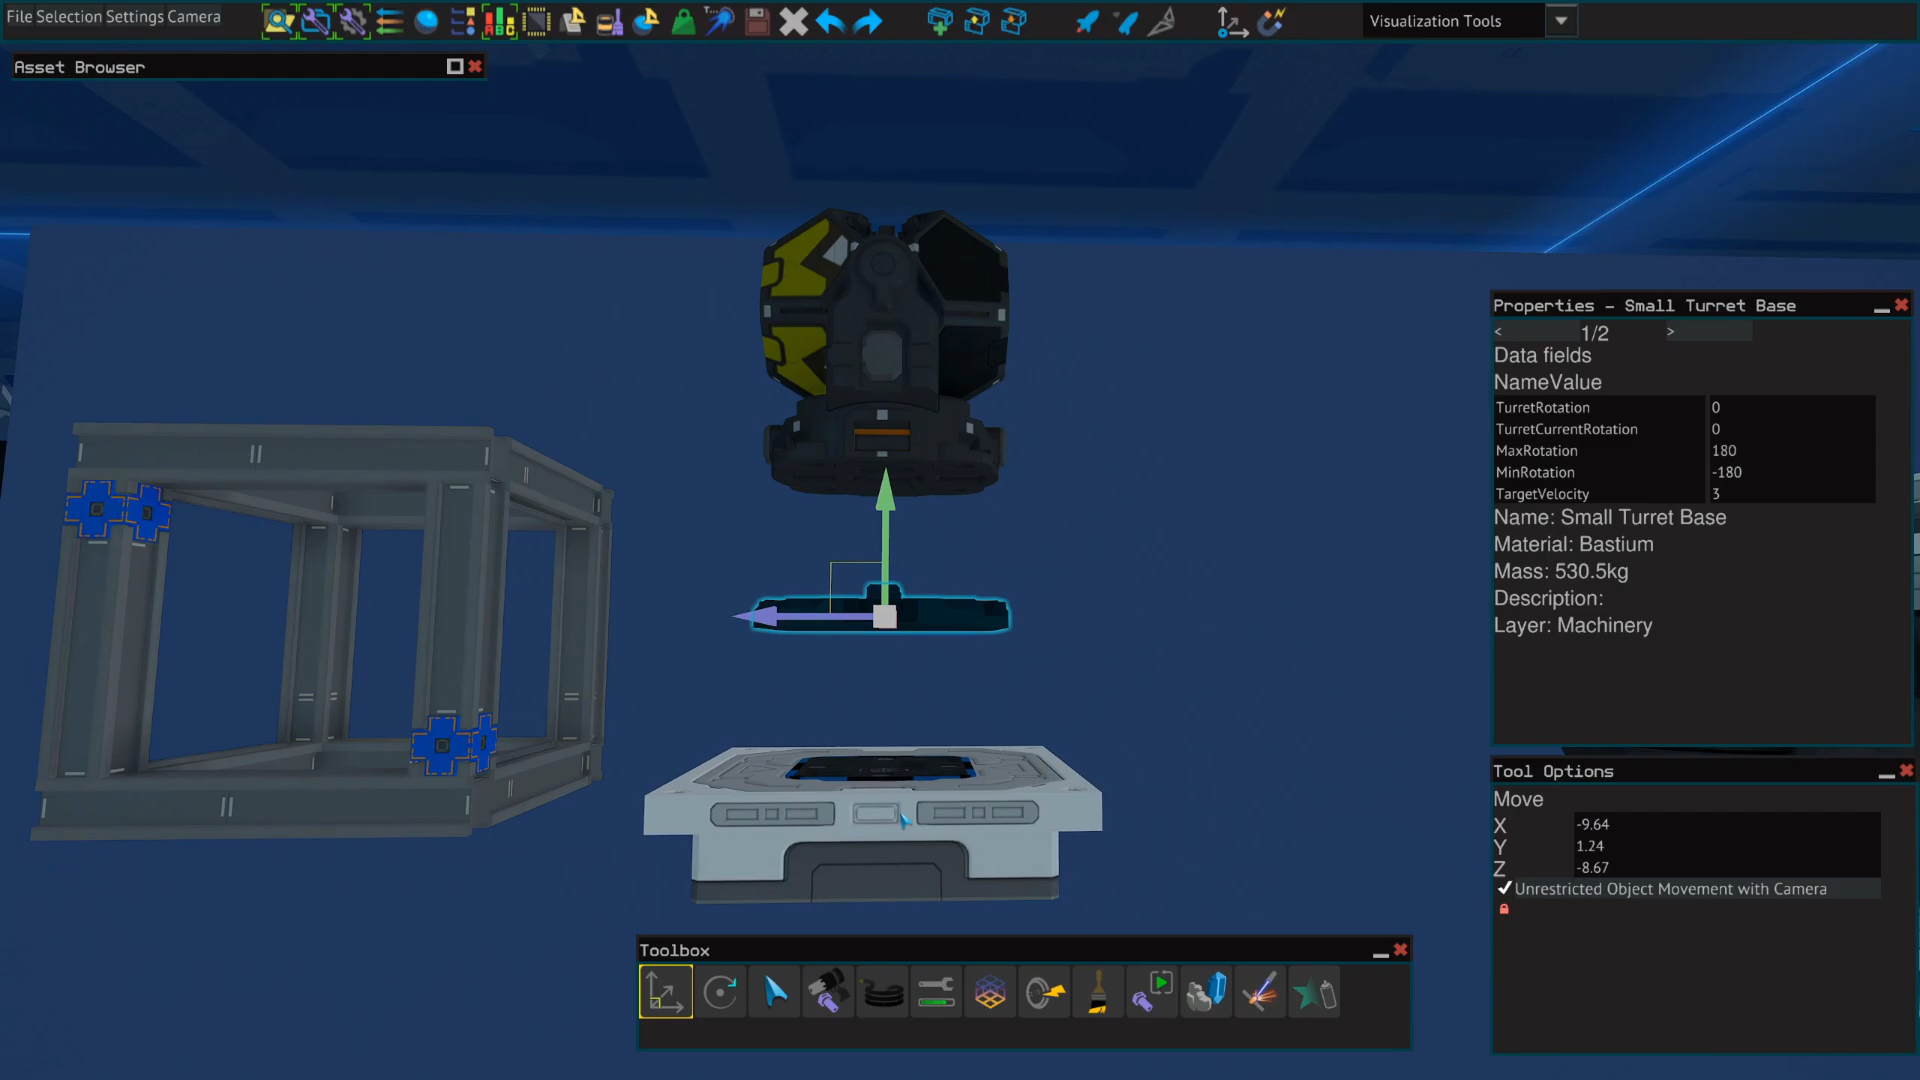 File Selection Settings Camera
ABC
Visualization Tools
Asset Browser
Properties - Small Turret Base
< 1/2 >
Data fields
NameValue
TurretRotation 0
TurretCurrentRotation 0
MaxRotation 180
MinRotation -180
TargetVelocity 3
Name: Small Turret Base
Material: Bastium
Mass: 530.5kg
Description:
Layer: Machinery
Tool Options
Move
X -9.64
Y 1.24
Z -8.67
Unrestricted Object Movement with Camera
Toolbox